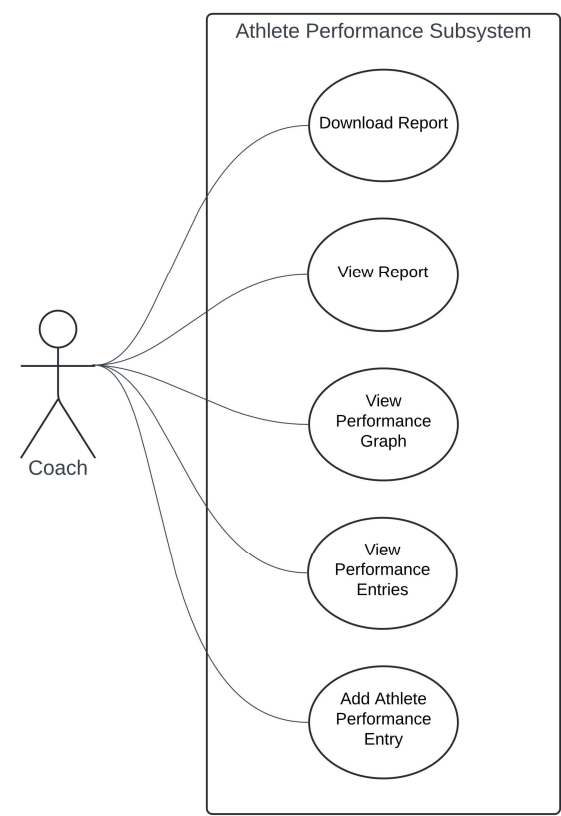 Athlete Performance Subsystem
Download Report
View Report
View
Performance
Graph
Coach
View
Performance
Entries
Add Athlete
Performance
Entry